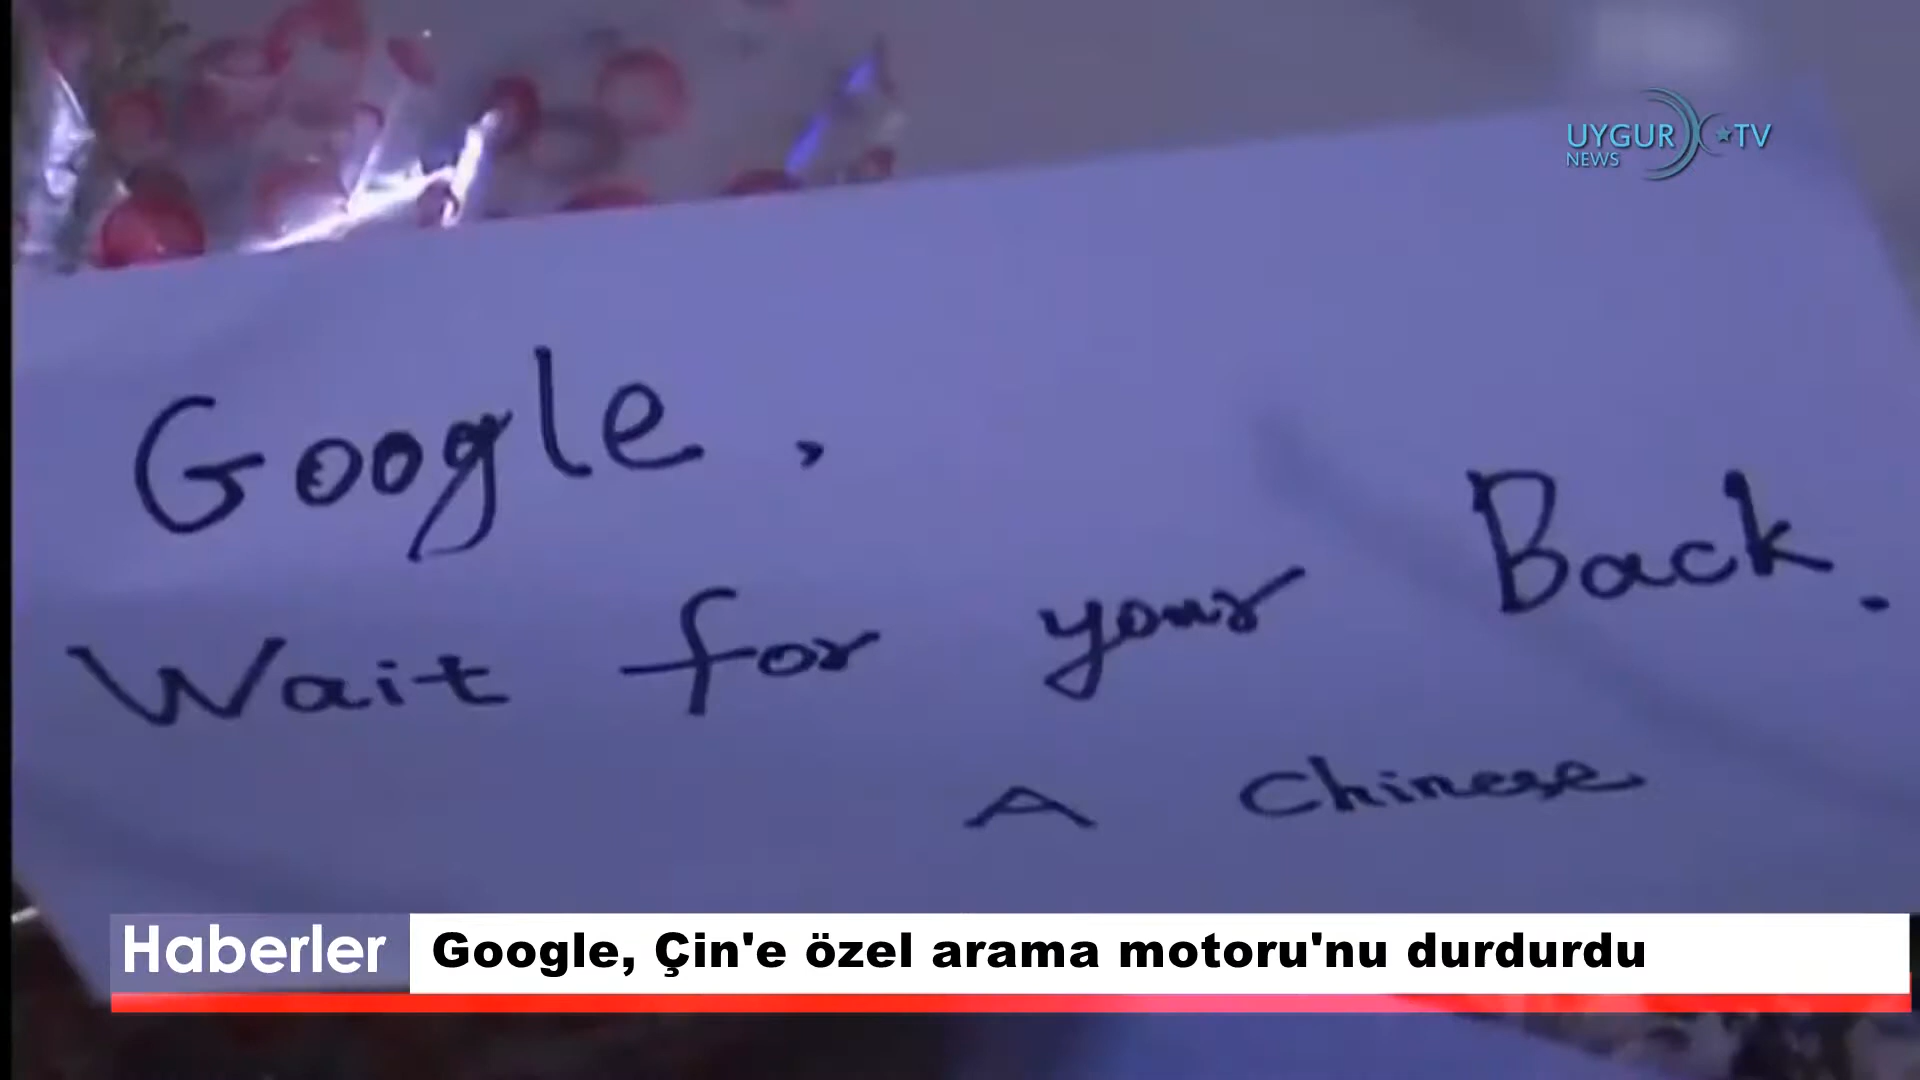 UYGUR TV
NEWS
Google,
Wait for your Back.
A Chinese
Haberler
Google, Çin'e özel arama motoru'nu durdurdu